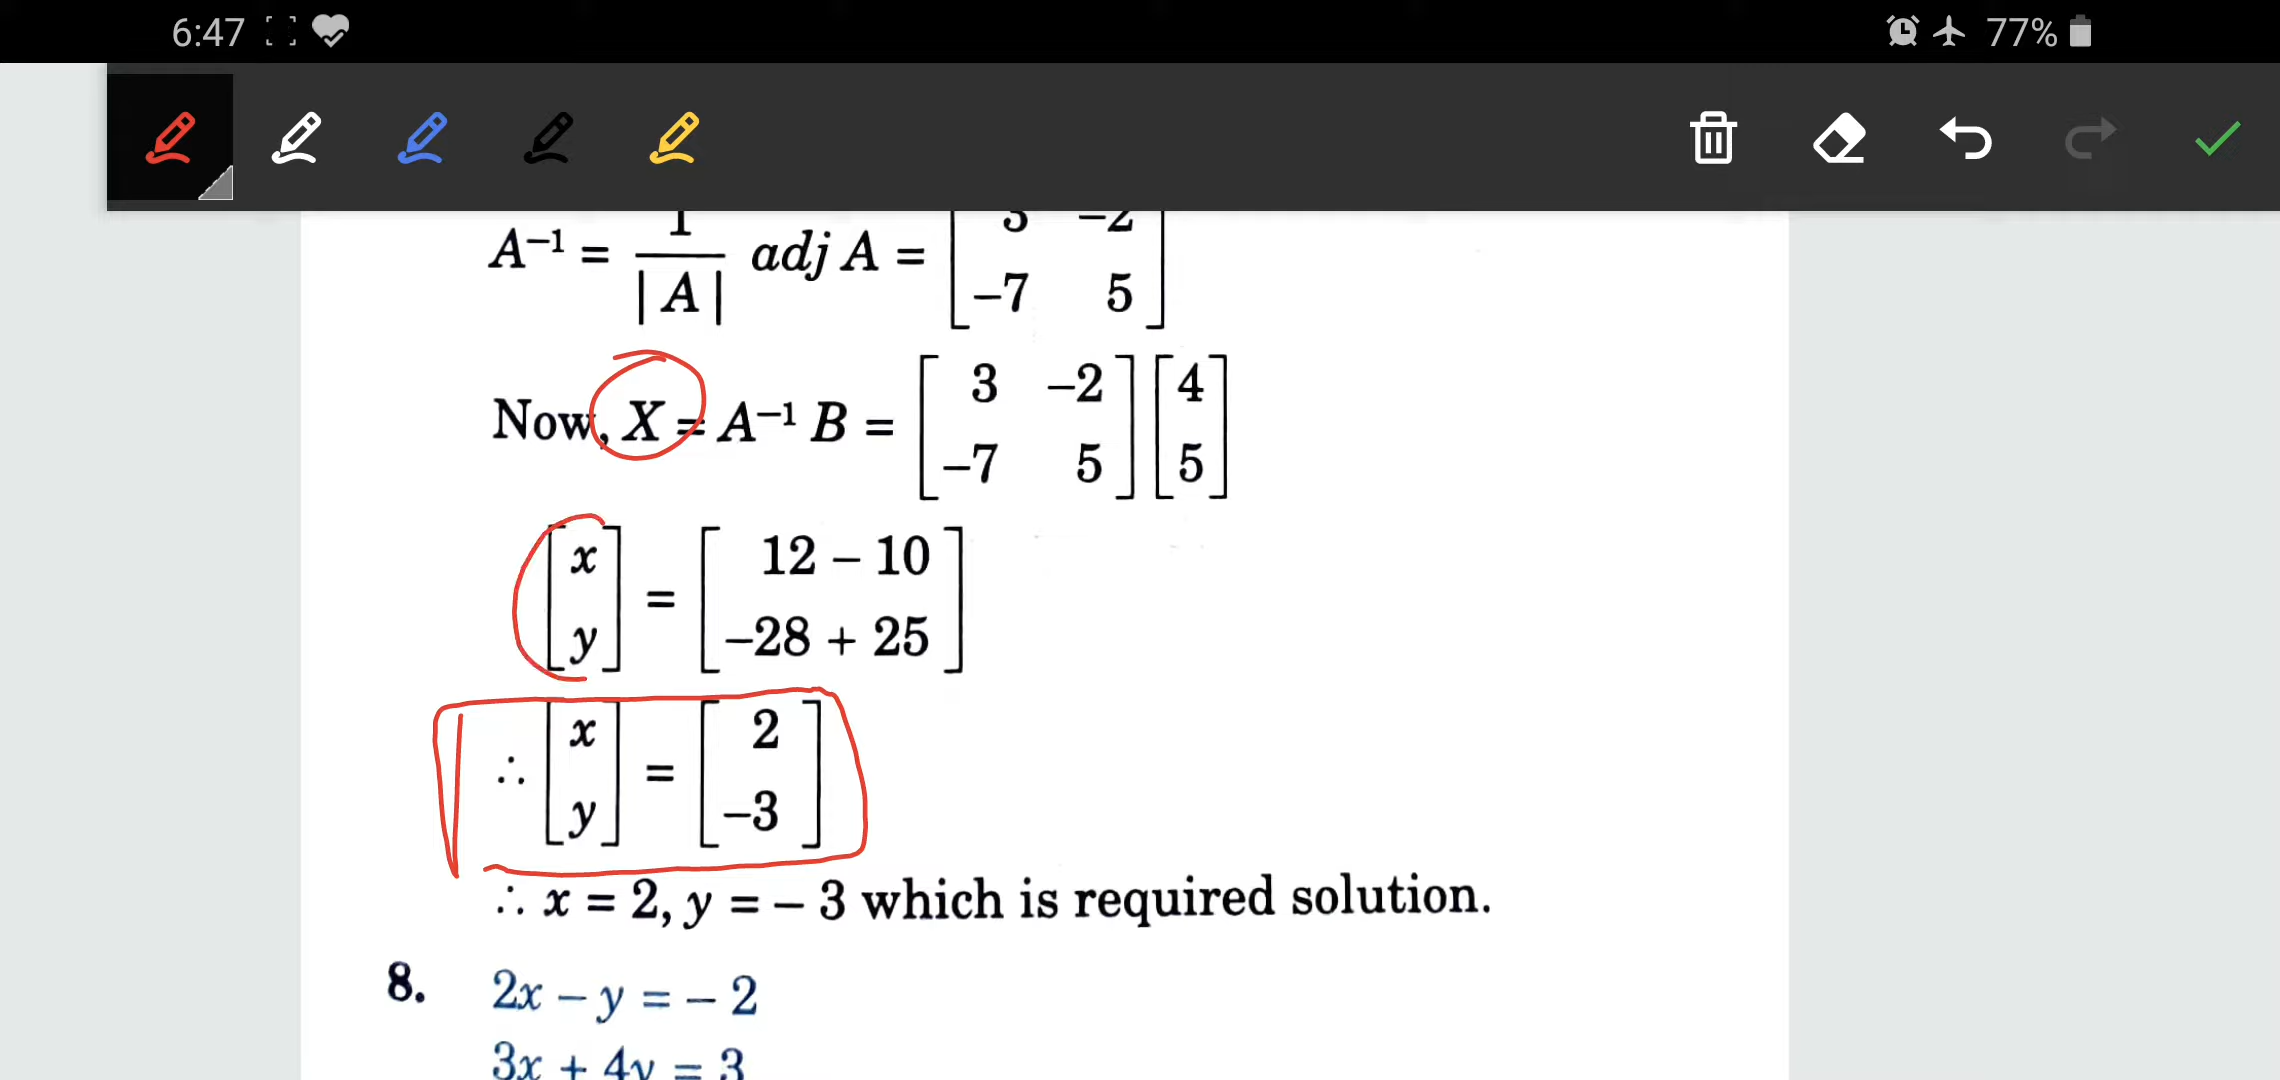 6:47 77%
A⁻¹ = 1/|A| adj A = [3 −2; −7 5]
Now, X = A⁻¹ B = [3 −2; −7 5] [4; 5]
[x; y] = [12 − 10; −28 + 25]
∴ [x; y] = [2; −3]
∴ x = 2, y = − 3 which is required solution.
8. 2x − y = − 2
3x + 4y = 3